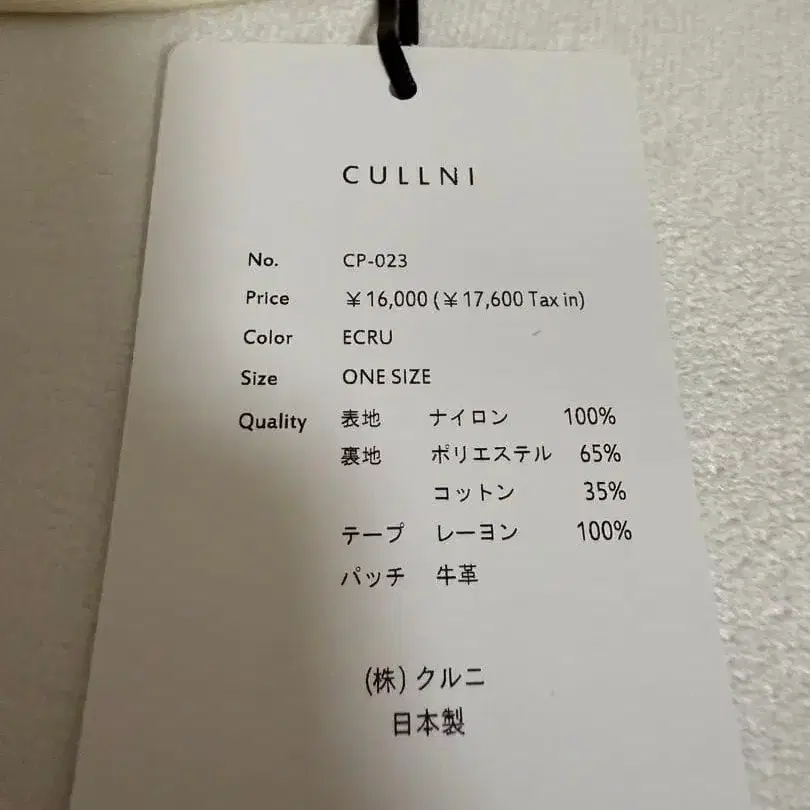 CULLNI
No. CP-023
Price ￥16,000 (￥17,600 Tax in)
Color ECRU
Size ONE SIZE
Quality 表地 ナイロン 100%
裏地 ポリエステル 65%
コットン 35%
テープ レーヨン 100%
パッチ 牛革
(株) クルニ
日本製